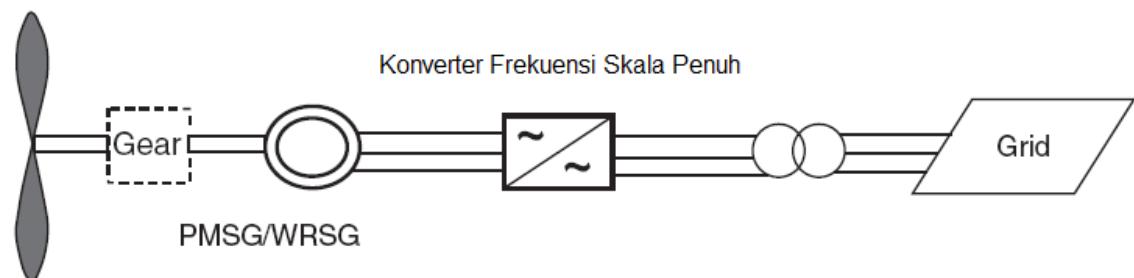 Konverter Frekuensi Skala Penuh
Gear
~
~
Grid
PMSG/WRSG